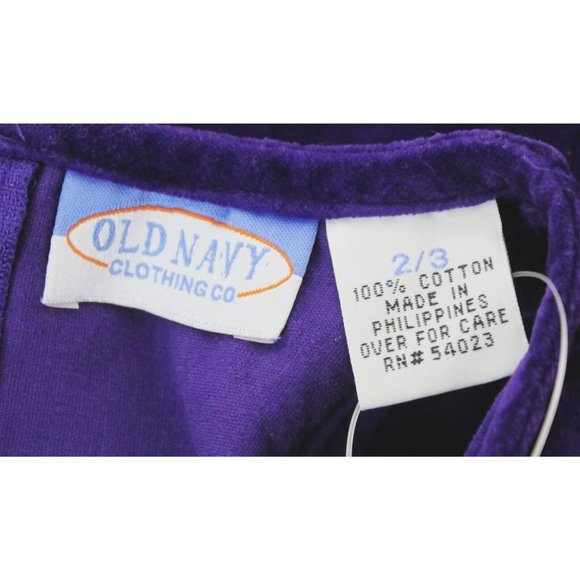 OLD NAVY
CLOTHING CO.
2/3
100% COTTON
MADE IN
PHILIPPINES
OVER FOR CARE
RN# 54023